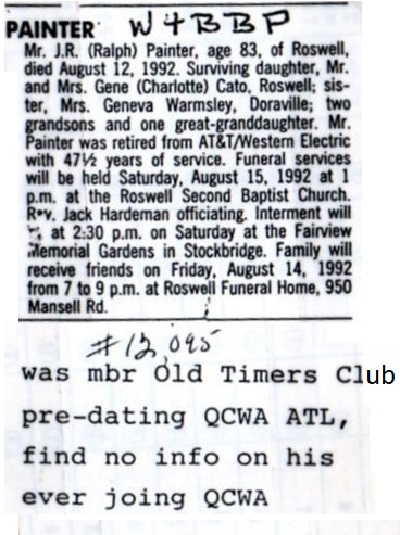 PAINTER W4BBP
Mr. J.R. (Ralph) Painter, age 83, of Roswell,
died August 12, 1992. Surviving daughter, Mr.
and Mrs. Gene (Charlotte) Cato, Roswell; sis-
ter, Mrs. Geneva Warmsley, Doraville; two
grandsons and one great-granddaughter. Mr.
Painter was retired from AT&T/Western Electric
with 47½ years of service. Funeral services
will be held Saturday, August 15, 1992 at 1
p.m. at the Roswell Second Baptist Church.
Rev. Jack Hardeman officiating. Interment will
at 2:30 p.m. on Saturday at the Fairview
Memorial Gardens in Stockbridge. Family will
receive friends on Friday, August 14, 1992
from 7 to 9 p.m. at Roswell Funeral Home, 950
Mansell Rd.
#12,095
was mbr Old Timers Club
pre-dating QCWA ATL,
find no info on his
ever joing QCWA